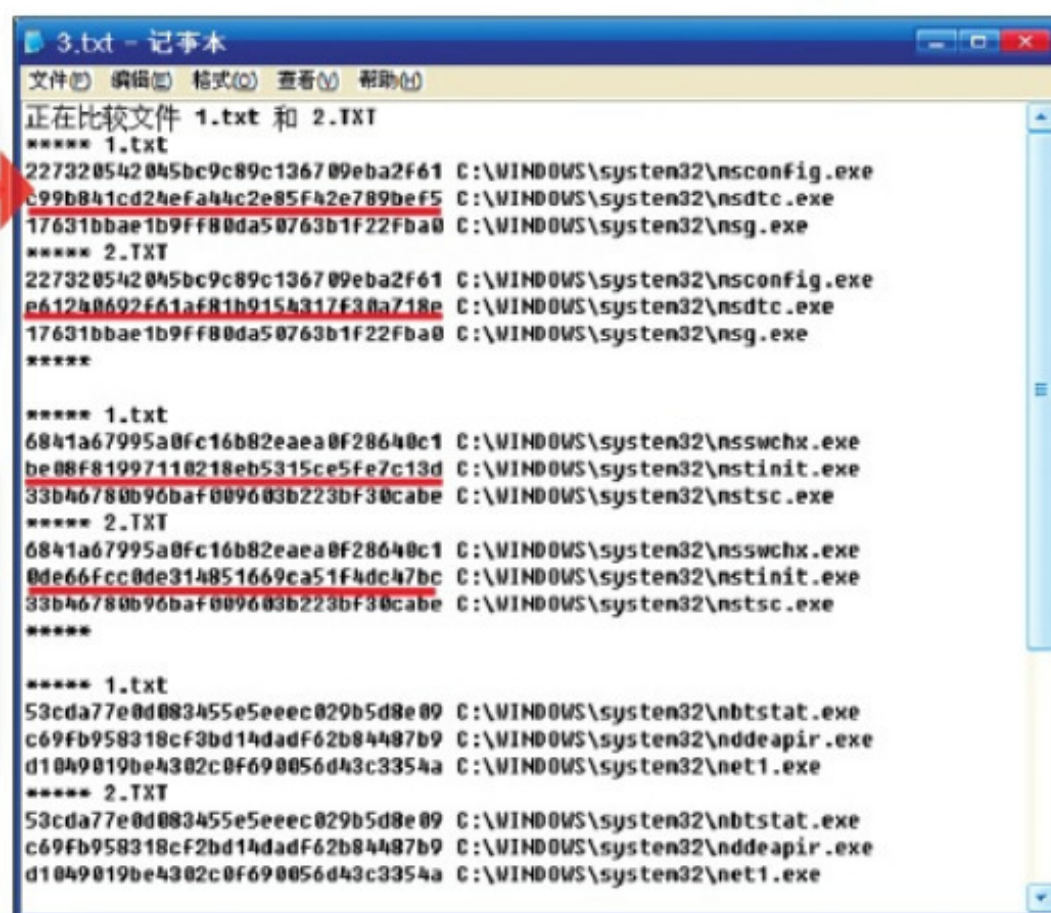 3.txt - 记事本
文件(F) 编辑(E) 格式(O) 查看(V) 帮助(H)
正在比较文件 1.txt 和 2.TXT
***** 1.txt
227320542045bc9c89c136709eba2f61 C:\WINDOWS\system32\msconfig.exe
c99b841cd24efa44c2e85f42e789bef5 C:\WINDOWS\system32\msdtc.exe
17631bbae1b9ff80da50763b1f22fba0 C:\WINDOWS\system32\msg.exe
***** 2.TXT
227320542045bc9c89c136709eba2f61 C:\WINDOWS\system32\msconfig.exe
e61240692f61af81b9154317f30a718e C:\WINDOWS\system32\msdtc.exe
17631bbae1b9ff80da50763b1f22fba0 C:\WINDOWS\system32\msg.exe
*****
***** 1.txt
6841a67995a0fc16b82eaea0f28640c1 C:\WINDOWS\system32\msswchx.exe
be08f81997110218eb5315ce5fe7c13d C:\WINDOWS\system32\mstinit.exe
33b46780b96baf009603b223bf30cabe C:\WINDOWS\system32\mstsc.exe
***** 2.TXT
6841a67995a0fc16b82eaea0f28640c1 C:\WINDOWS\system32\msswchx.exe
0de66fcc0de314851669ca51f4dc47bc C:\WINDOWS\system32\mstinit.exe
33b46780b96baf009603b223bf30cabe C:\WINDOWS\system32\mstsc.exe
*****
***** 1.txt
53cda77e0d083455e5eeec029b5d8e09 C:\WINDOWS\system32\nbtstat.exe
c69fb958318cf3bd14dadf62b84487b9 C:\WINDOWS\system32\nddeapir.exe
d1049019be4302c0f690056d43c3354a C:\WINDOWS\system32\net1.exe
***** 2.TXT
53cda77e0d083455e5eeec029b5d8e09 C:\WINDOWS\system32\nbtstat.exe
c69fb958318cf2bd14dadf62b84487b9 C:\WINDOWS\system32\nddeapir.exe
d1049019be4302c0f690056d43c3354a C:\WINDOWS\system32\net1.exe